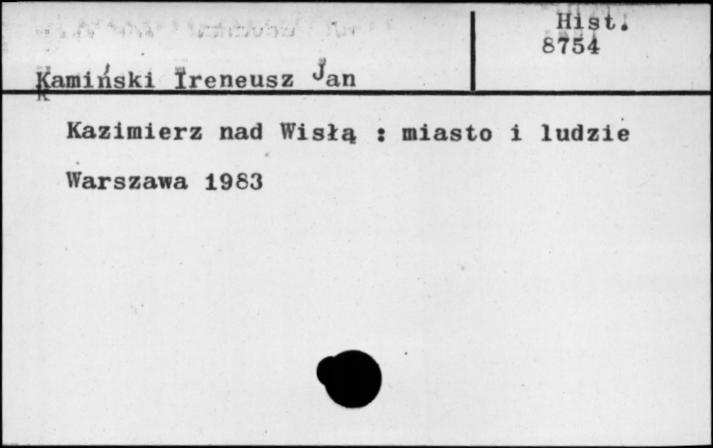 Hist.
8754
Kamiński Ireneusz Jan
Kazimierz nad Wisłą : miasto i ludzie
Warszawa 1983